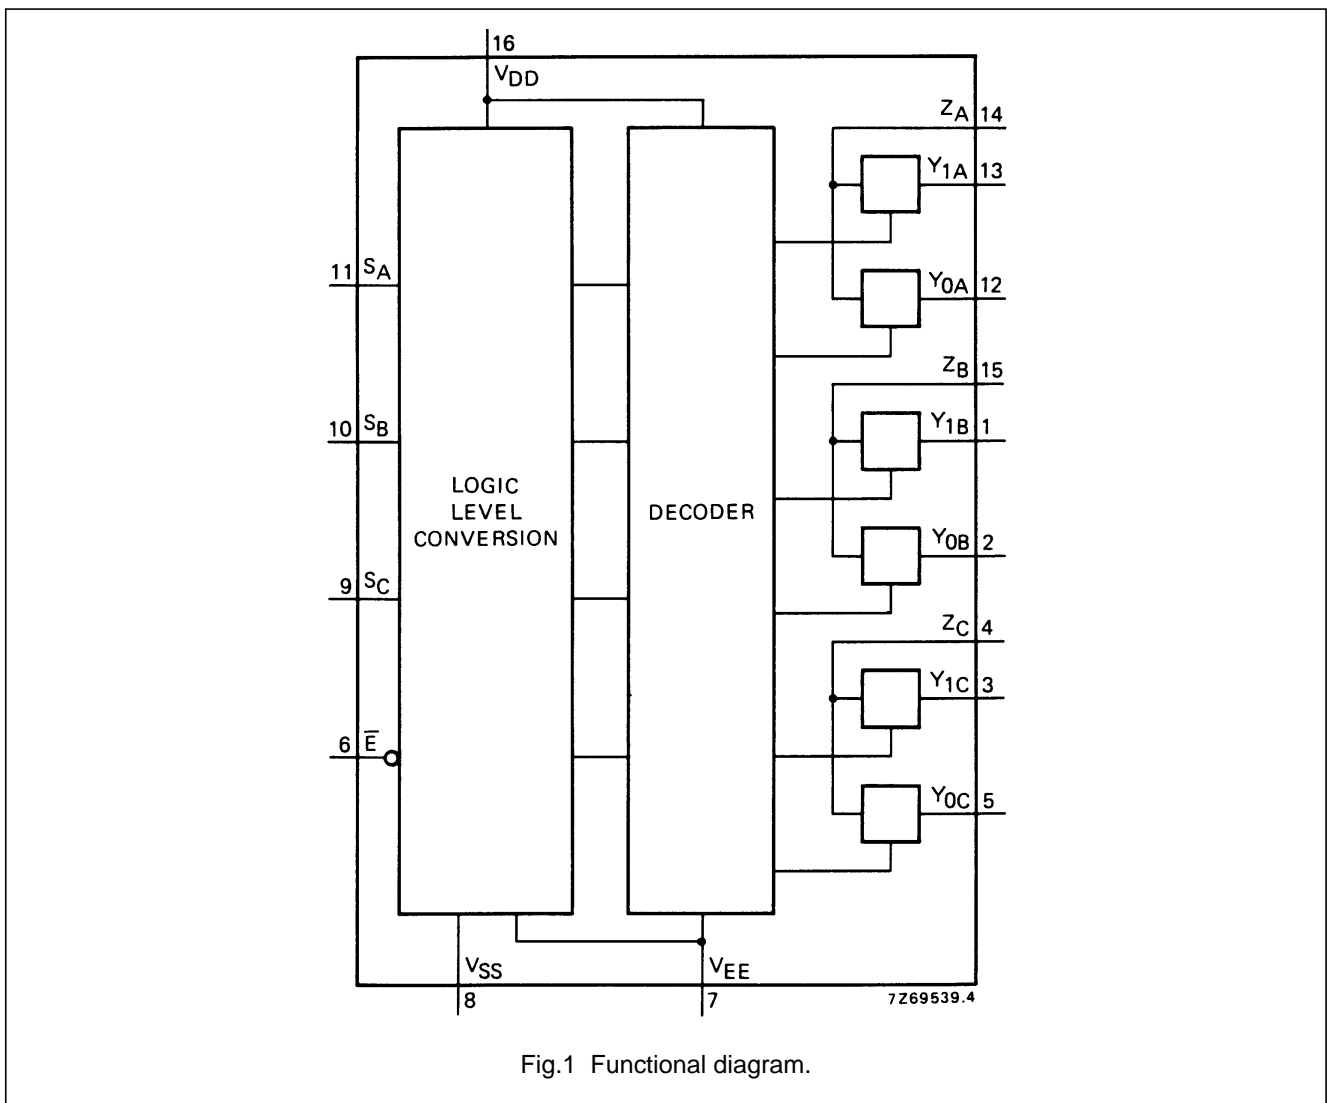 16
VDD
ZA 14
Y1A 13
11 SA
Y0A 12
ZB 15
10 SB
Y1B 1
LOGIC
LEVEL
CONVERSION
DECODER
Y0B 2
9 SC
ZC 4
Y1C 3
6 E̅
Y0C 5
VSS
VEE
8
7
7Z69539.4
Fig.1 Functional diagram.